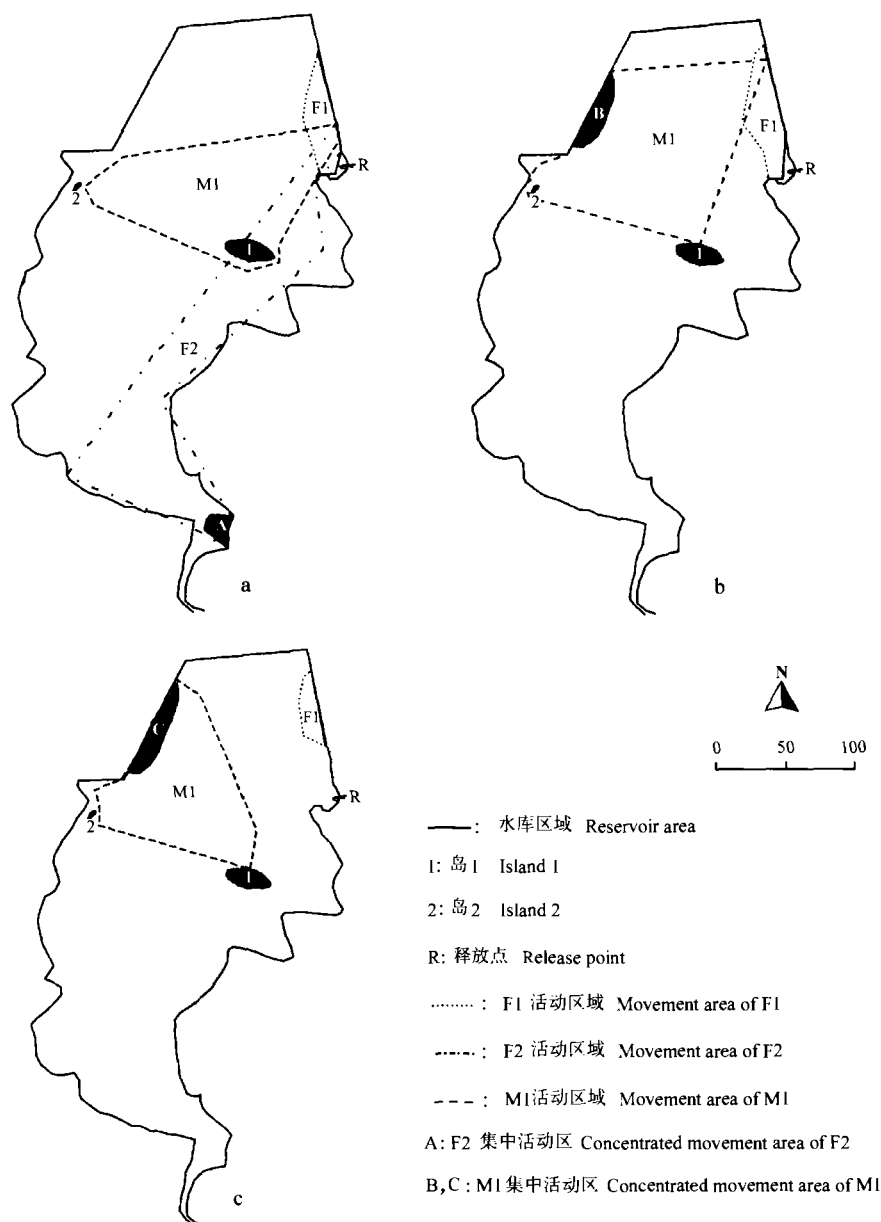 F1
R
M1
2
1
F2
A
a
B
M1
F1
R
2
1
b
C
F1
M1
R
2
1
c
N
0 50 100
: 水库区域 Reservoir area
1: 岛1 Island 1
2: 岛2 Island 2
R: 释放点 Release point
: F1 活动区域 Movement area of F1
: F2 活动区域 Movement area of F2
: M1活动区域 Movement area of M1
A: F2 集中活动区 Concentrated movement area of F2
B,C: M1 集中活动区 Concentrated movement area of M1